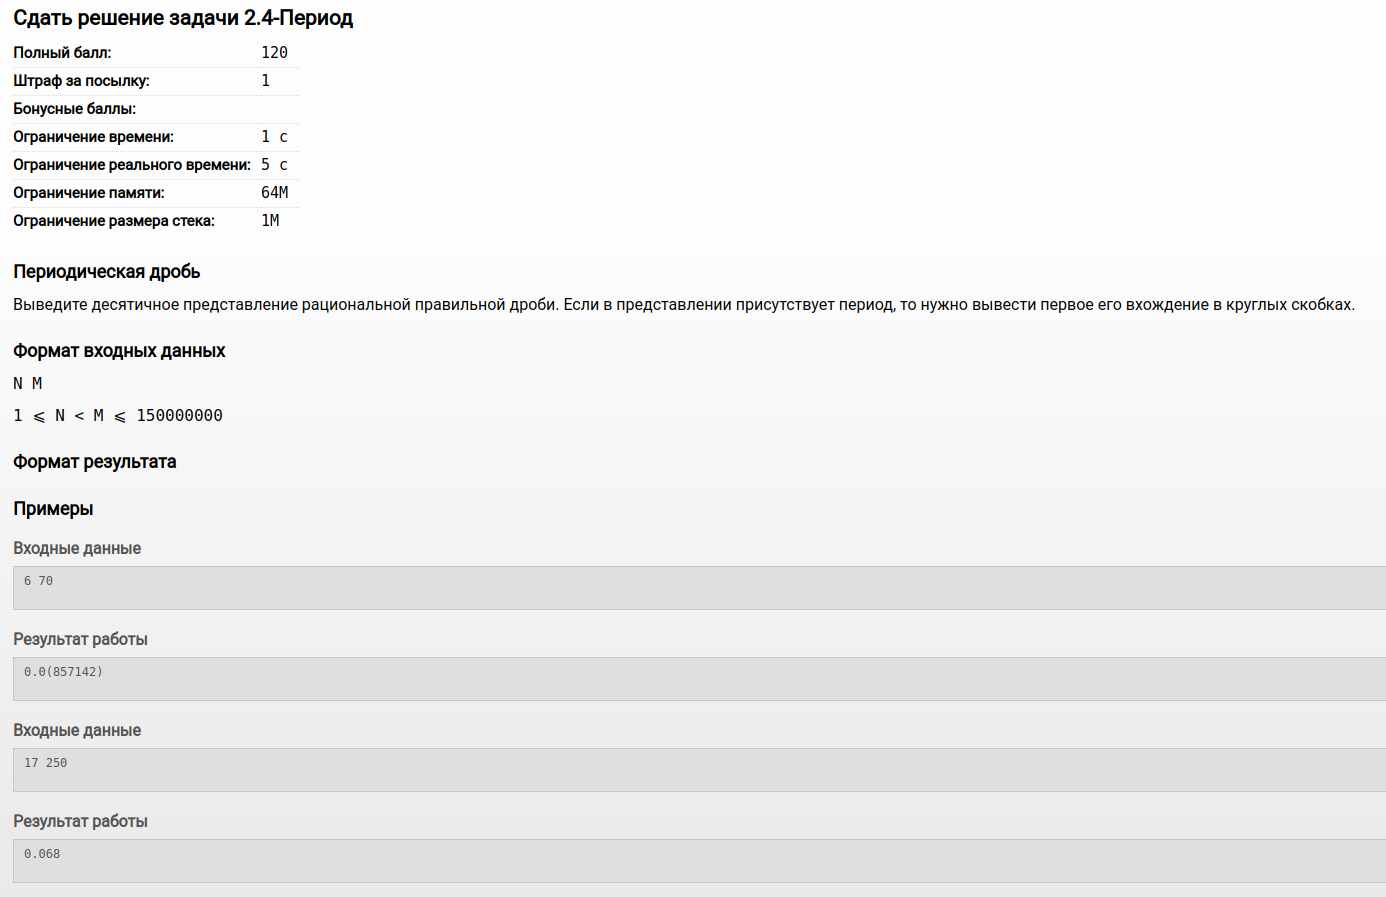 Сдать решение задачи 2.4-Период
Полный балл: 120
Штраф за посылку: 1
Бонусные баллы:
Ограничение времени: 1 с
Ограничение реального времени: 5 с
Ограничение памяти: 64M
Ограничение размера стека: 1M
Периодическая дробь
Выведите десятичное представление рациональной правильной дроби. Если в представлении присутствует период, то нужно вывести первое его вхождение в круглых скобках.
Формат входных данных
N M
1 ⩽ N < M ⩽ 150000000
Формат результата
Примеры
Входные данные
6 70
Результат работы
0.0(857142)
Входные данные
17 250
Результат работы
0.068